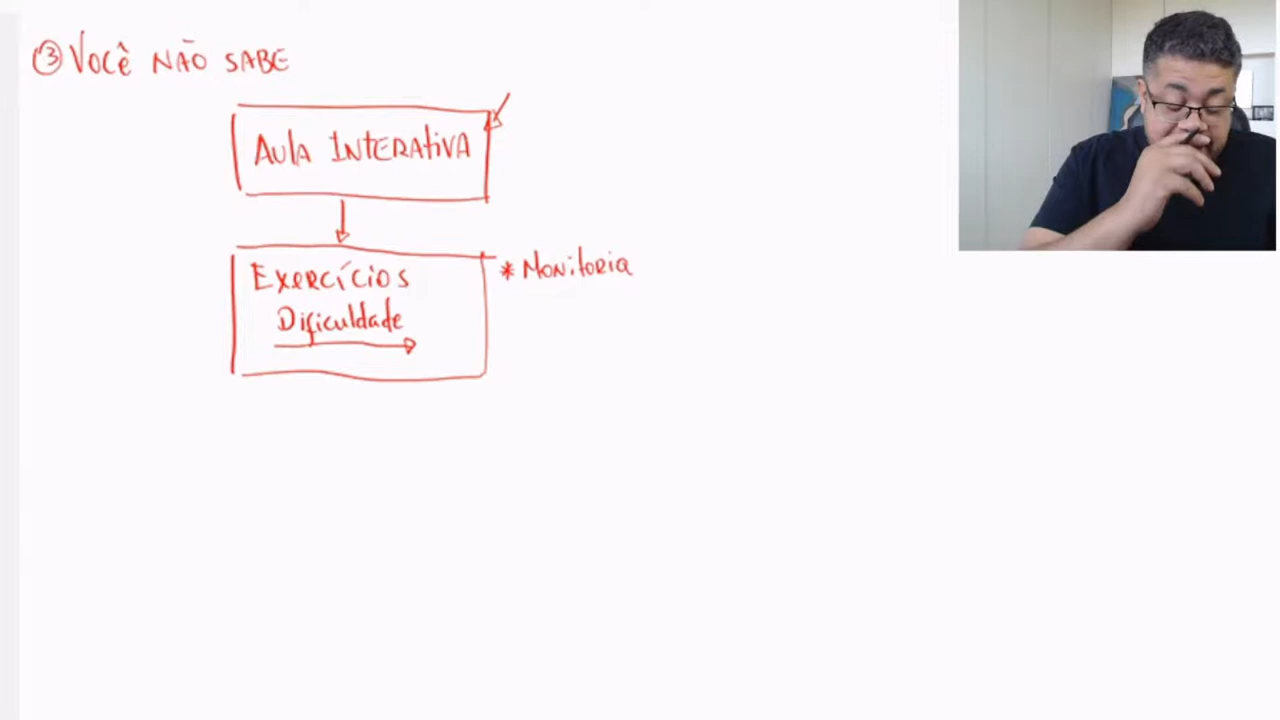 ③ Você não sabe
Aula Interativa
Exercícios
* Monitoria
Dificuldade